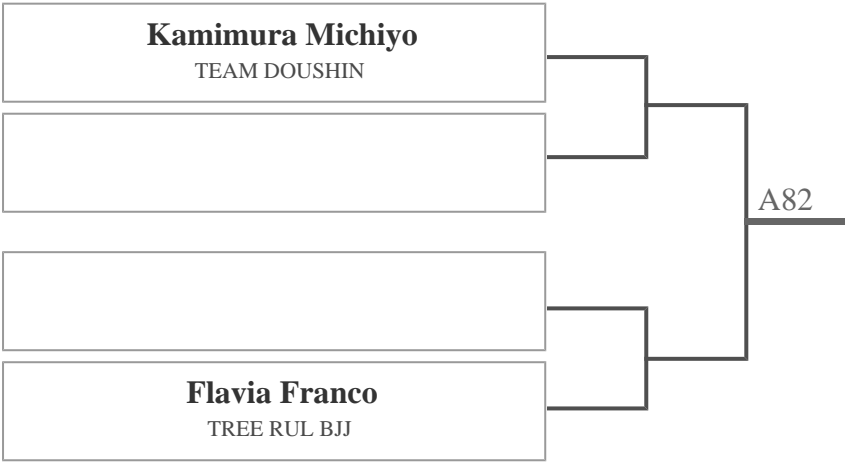 Kamimura Michiyo
TEAM DOUSHIN
A82
Flavia Franco
TREE RUL BJJ